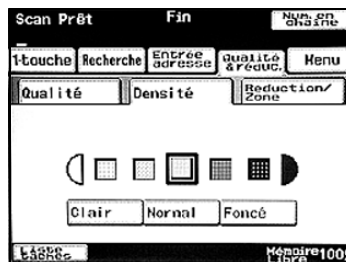 Scan Prêt Fin Num.en chaîne
1-touche Recherche Entrée adresse Qualité &réduc. Menu
Qualité Densité Reduction/Zone
Clair Normal Foncé
Liste tâches Mémoire Libre 100%